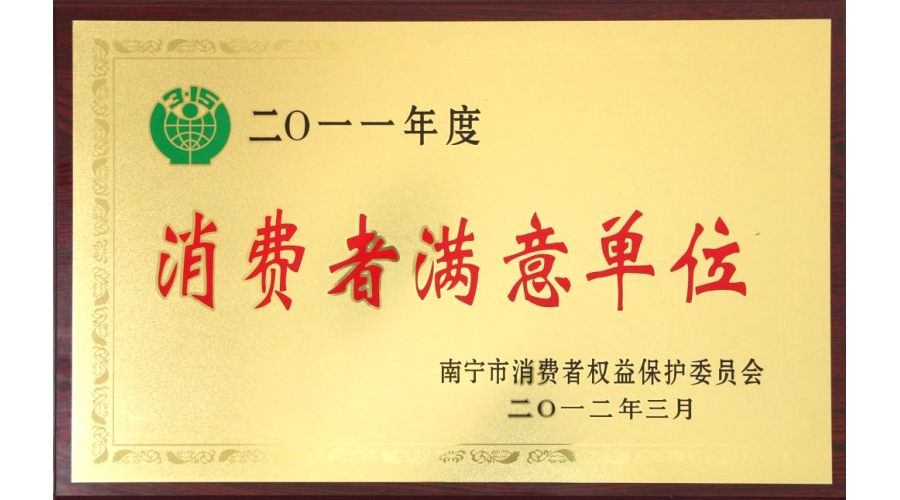 3·15
二〇一一年度
消费者满意单位
南宁市消费者权益保护委员会
二〇一二年三月